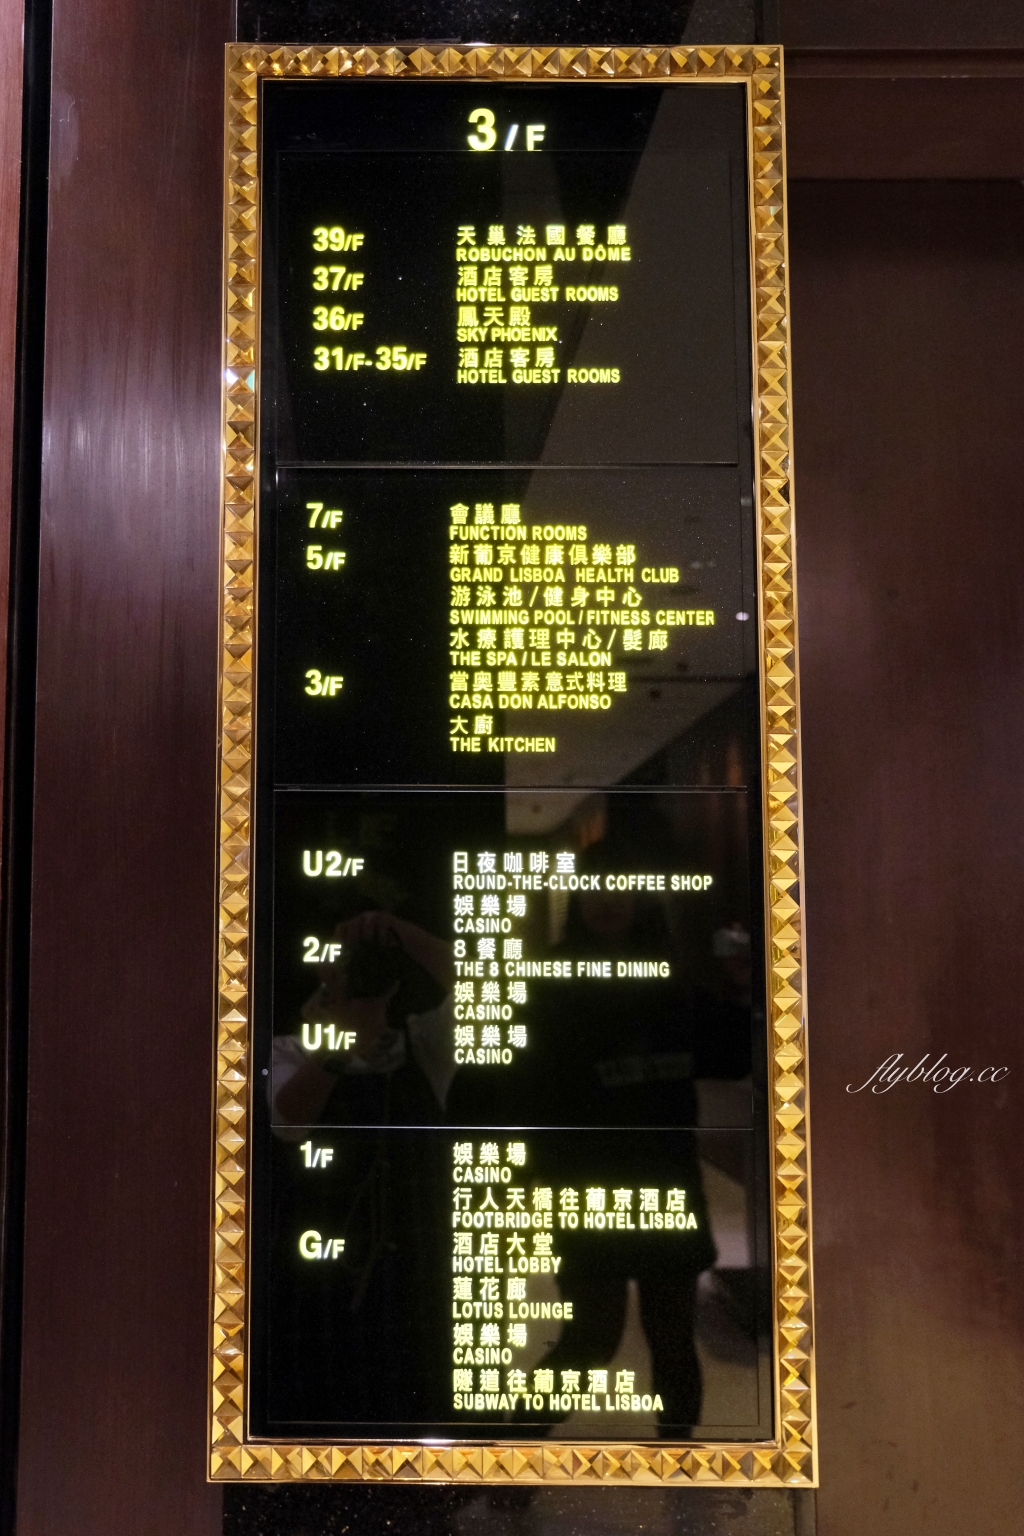 3/F
39/F 天巢法國餐廳
ROBUCHON AU DÔME
37/F 酒店客房
HOTEL GUEST ROOMS
36/F 鳳天殿
SKY PHOENIX
31/F-35/F 酒店客房
HOTEL GUEST ROOMS
7/F 會議廳
FUNCTION ROOMS
5/F 新葡京健康俱樂部
GRAND LISBOA HEALTH CLUB
游泳池/健身中心
SWIMMING POOL/FITNESS CENTER
水療護理中心/髮廊
THE SPA/LE SALON
3/F 當奧豐素意式料理
CASA DON ALFONSO
大廚
THE KITCHEN
U2/F 日夜咖啡室
ROUND-THE-CLOCK COFFEE SHOP
娛樂場
CASINO
2/F 8餐廳
THE 8 CHINESE FINE DINING
娛樂場
CASINO
U1/F 娛樂場
CASINO
1/F 娛樂場
CASINO
行人天橋往葡京酒店
FOOTBRIDGE TO HOTEL LISBOA
G/F 酒店大堂
HOTEL LOBBY
蓮花廊
LOTUS LOUNGE
娛樂場
CASINO
隧道往葡京酒店
SUBWAY TO HOTEL LISBOA
flyblog.cc